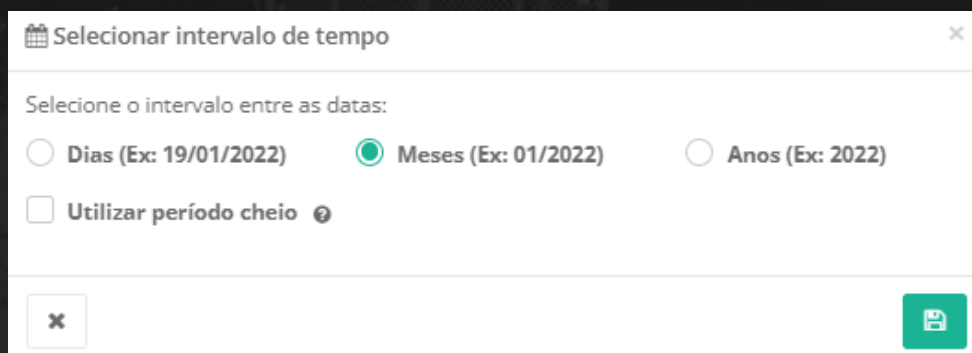 Selecionar intervalo de tempo
Selecione o intervalo entre as datas:
Dias (Ex: 19/01/2022) Meses (Ex: 01/2022) Anos (Ex: 2022)
Utilizar período cheio